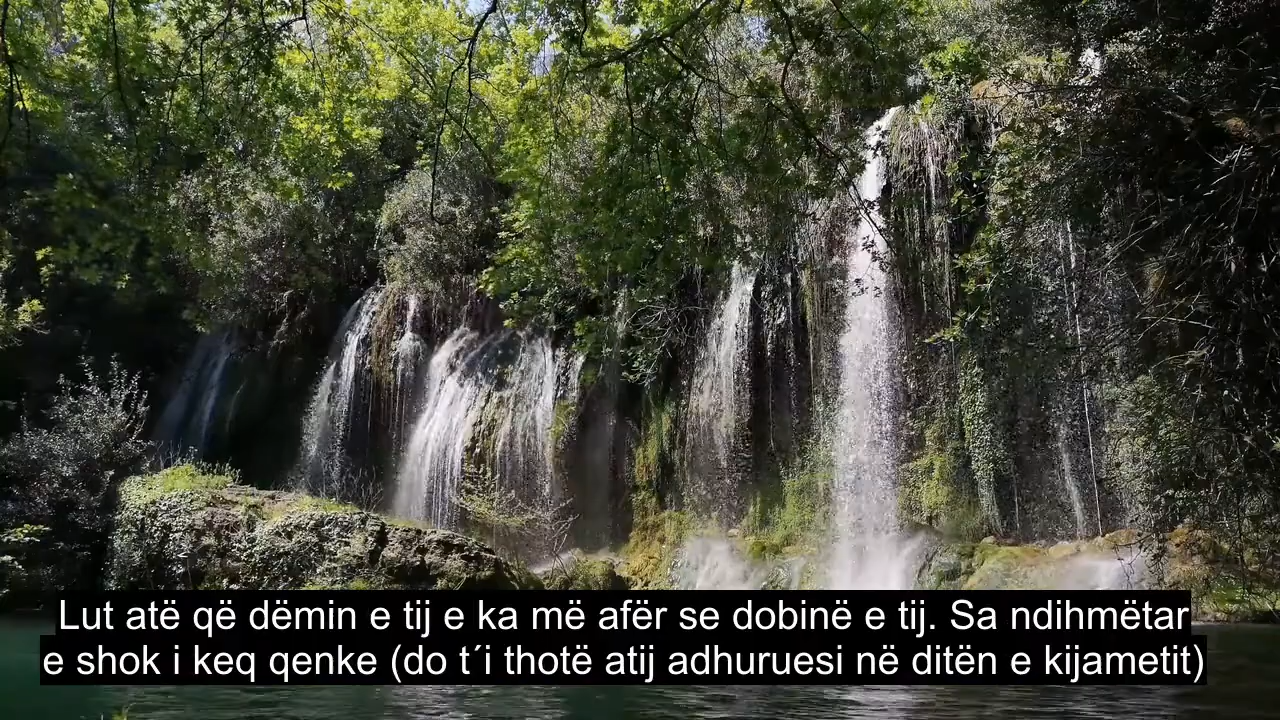 Lut atë që dëmin e tij e ka më afër se dobinë e tij. Sa ndihmëtar
e shok i keq qenke (do t´i thotë atij adhuruesi në ditën e kijametit)